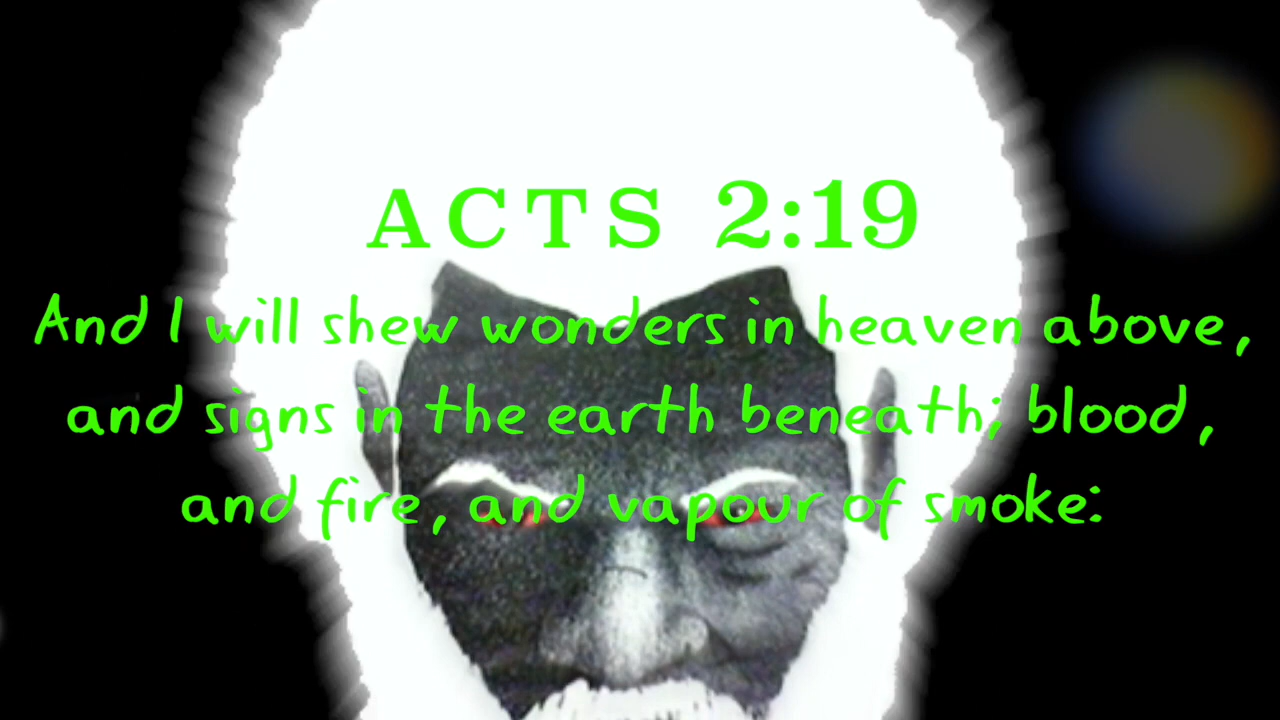 ACTS 2:19
And I will shew wonders in heaven above,
and signs in the earth beneath; blood,
and fire, and vapour of smoke: